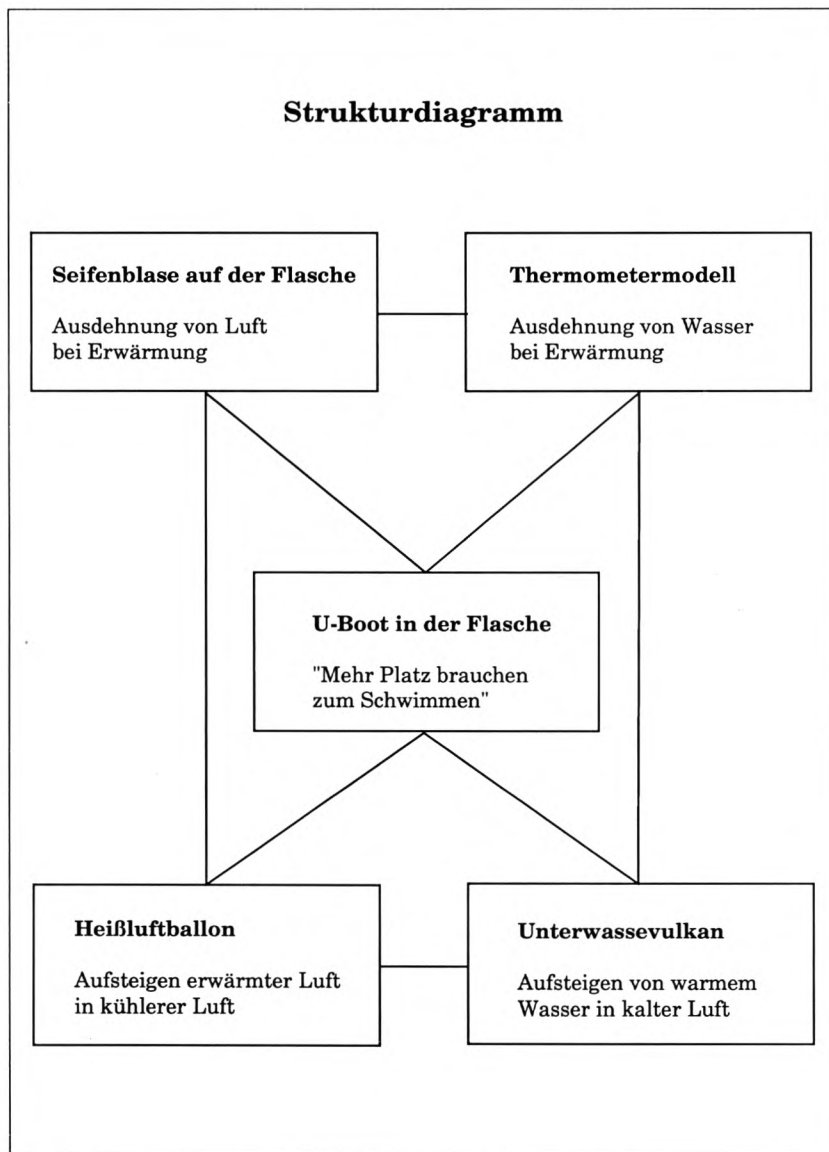 Strukturdiagramm
Seifenblase auf der Flasche
Ausdehnung von Luft
bei Erwärmung
Thermometermodell
Ausdehnung von Wasser
bei Erwärmung
U-Boot in der Flasche
"Mehr Platz brauchen
zum Schwimmen"
Heißluftballon
Aufsteigen erwärmter Luft
in kühlerer Luft
Unterwassevulkan
Aufsteigen von warmem
Wasser in kalter Luft